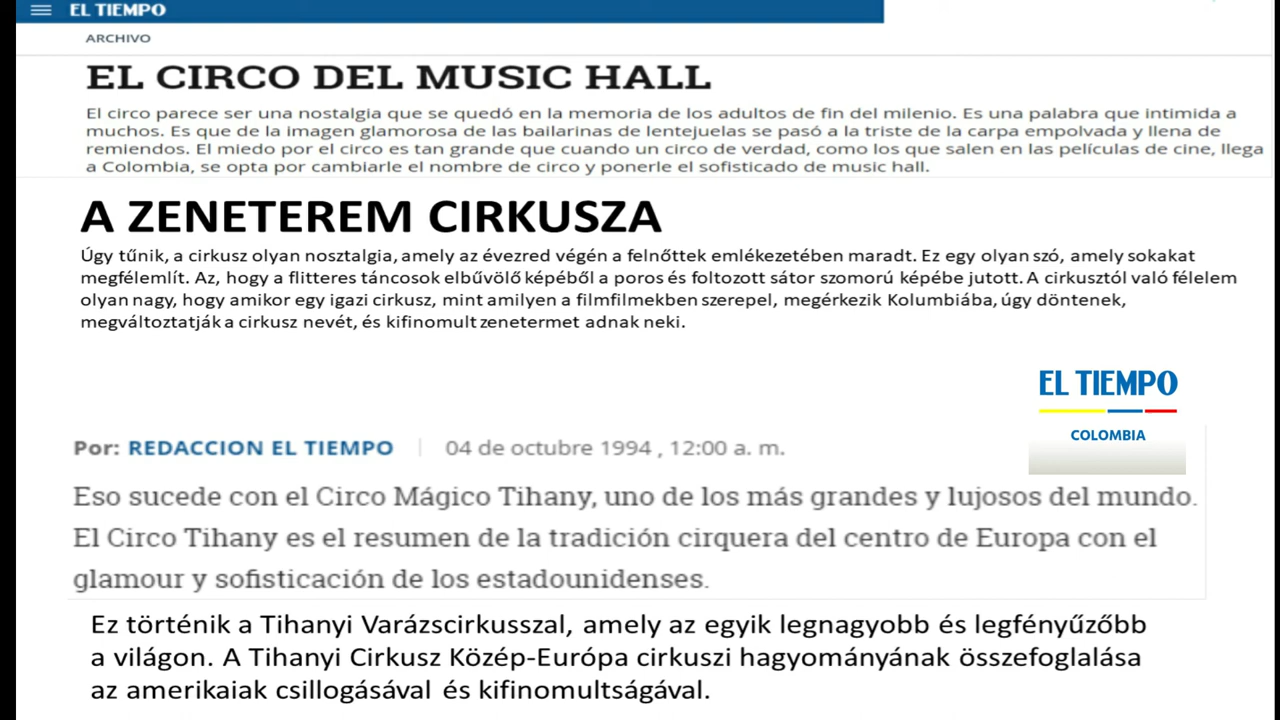 EL TIEMPO
ARCHIVO
EL CIRCO DEL MUSIC HALL
El circo parece ser una nostalgia que se quedó en la memoria de los adultos de fin del milenio. Es una palabra que intimida a
muchos. Es que de la imagen glamorosa de las bailarinas de lentejuelas se pasó a la triste de la carpa empolvada y llena de
remiendos. El miedo por el circo es tan grande que cuando un circo de verdad, como los que salen en las películas de cine, llega
a Colombia, se opta por cambiarle el nombre de circo y ponerle el sofisticado de music hall.
A ZENETEREM CIRKUSZA
Úgy tűnik, a cirkusz olyan nosztalgia, amely az évezred végén a felnőttek emlékezetében maradt. Ez egy olyan szó, amely sokakat
megfélemlít. Az, hogy a flitteres táncosok elbűvölő képéből a poros és foltozott sátor szomorú képébe jutott. A cirkusztól való félelem
olyan nagy, hogy amikor egy igazi cirkusz, mint amilyen a filmfilmekben szerepel, megérkezik Kolumbiába, úgy döntenek,
megváltoztatják a cirkusz nevét, és kifinomult zenetermet adnak neki.
EL TIEMPO
COLOMBIA
Por: REDACCION EL TIEMPO | 04 de octubre 1994 , 12:00 a. m.
Eso sucede con el Circo Mágico Tihany, uno de los más grandes y lujosos del mundo.
El Circo Tihany es el resumen de la tradición cirquera del centro de Europa con el
glamour y sofisticación de los estadounidenses.
Ez történik a Tihanyi Varázscirkusszal, amely az egyik legnagyobb és legfényűzőbb
a világon. A Tihanyi Cirkusz Közép-Európa cirkuszi hagyományának összefoglalása
az amerikaiak csillogásával és kifinomultságával.